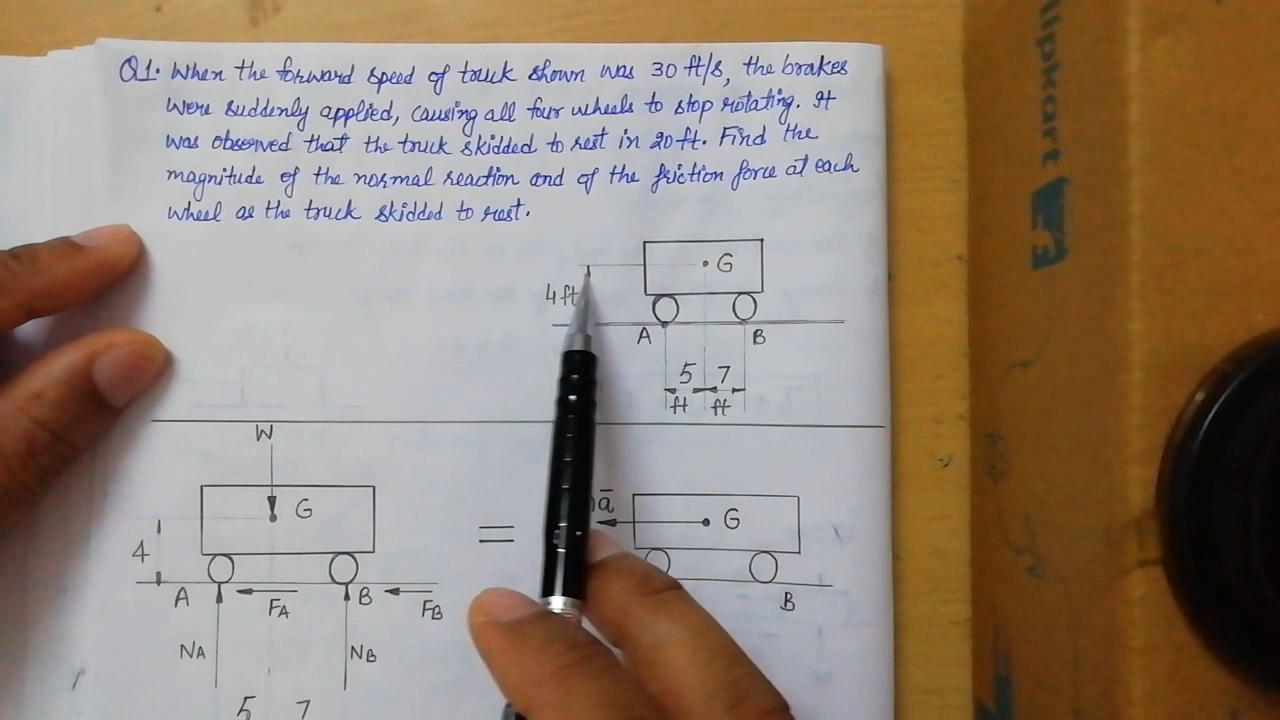 Q1. When the forward speed of truck shown was 30 ft/s, the brakes
were suddenly applied, causing all four wheels to stop rotating. It
was observed that the truck skidded to rest in 20 ft. Find the
magnitude of the normal reaction and of the friction force at each
wheel as the truck skidded to rest.
G
4 ft
A B
5 7
ft ft
W
G
4
A FA B FB
NA NB
5 7
=
ā
G
B
lipkart